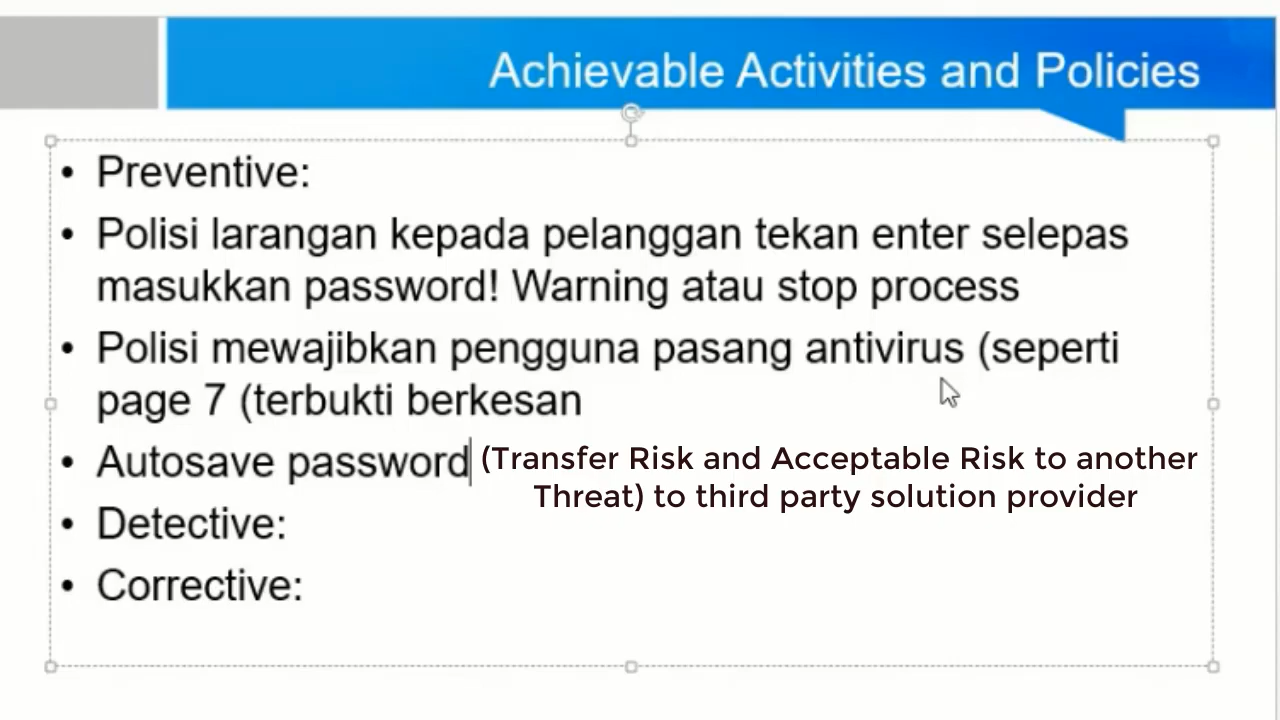 Achievable Activities and Policies
• Preventive:
• Polisi larangan kepada pelanggan tekan enter selepas
masukkan password! Warning atau stop process
• Polisi mewajibkan pengguna pasang antivirus (seperti
page 7 (terbukti berkesan
• Autosave password (Transfer Risk and Acceptable Risk to another
Threat) to third party solution provider
• Detective:
• Corrective: